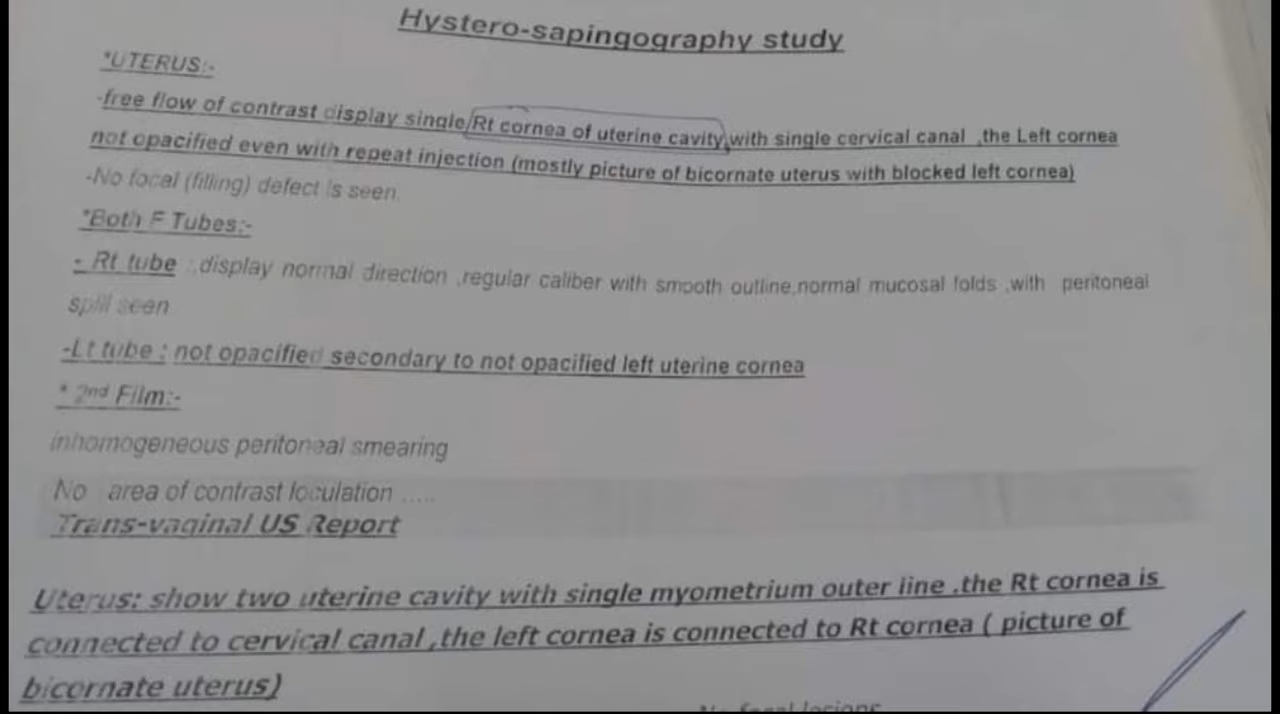 Hystero-sapingography study
*UTERUS:-
-free flow of contrast display single Rt cornea of uterine cavity with single cervical canal ,the Left cornea
not opacified even with repeat injection (mostly picture of bicornate uterus with blocked left cornea)
-No focal (filling) defect is seen.
*Both F Tubes:-
- Rt tube :,display normal direction ,regular caliber with smooth outline,normal mucosal folds ,with peritoneal
spill seen
-Lt tube : not opacified secondary to not opacified left uterine cornea
* 2nd Film:-
inhomogeneous peritoneal smearing
No area of contrast loculation .....
Trans-vaginal US Report
Uterus: show two uterine cavity with single myometrium outer line .the Rt cornea is
connected to cervical canal ,the left cornea is connected to Rt cornea ( picture of
bicornate uterus)